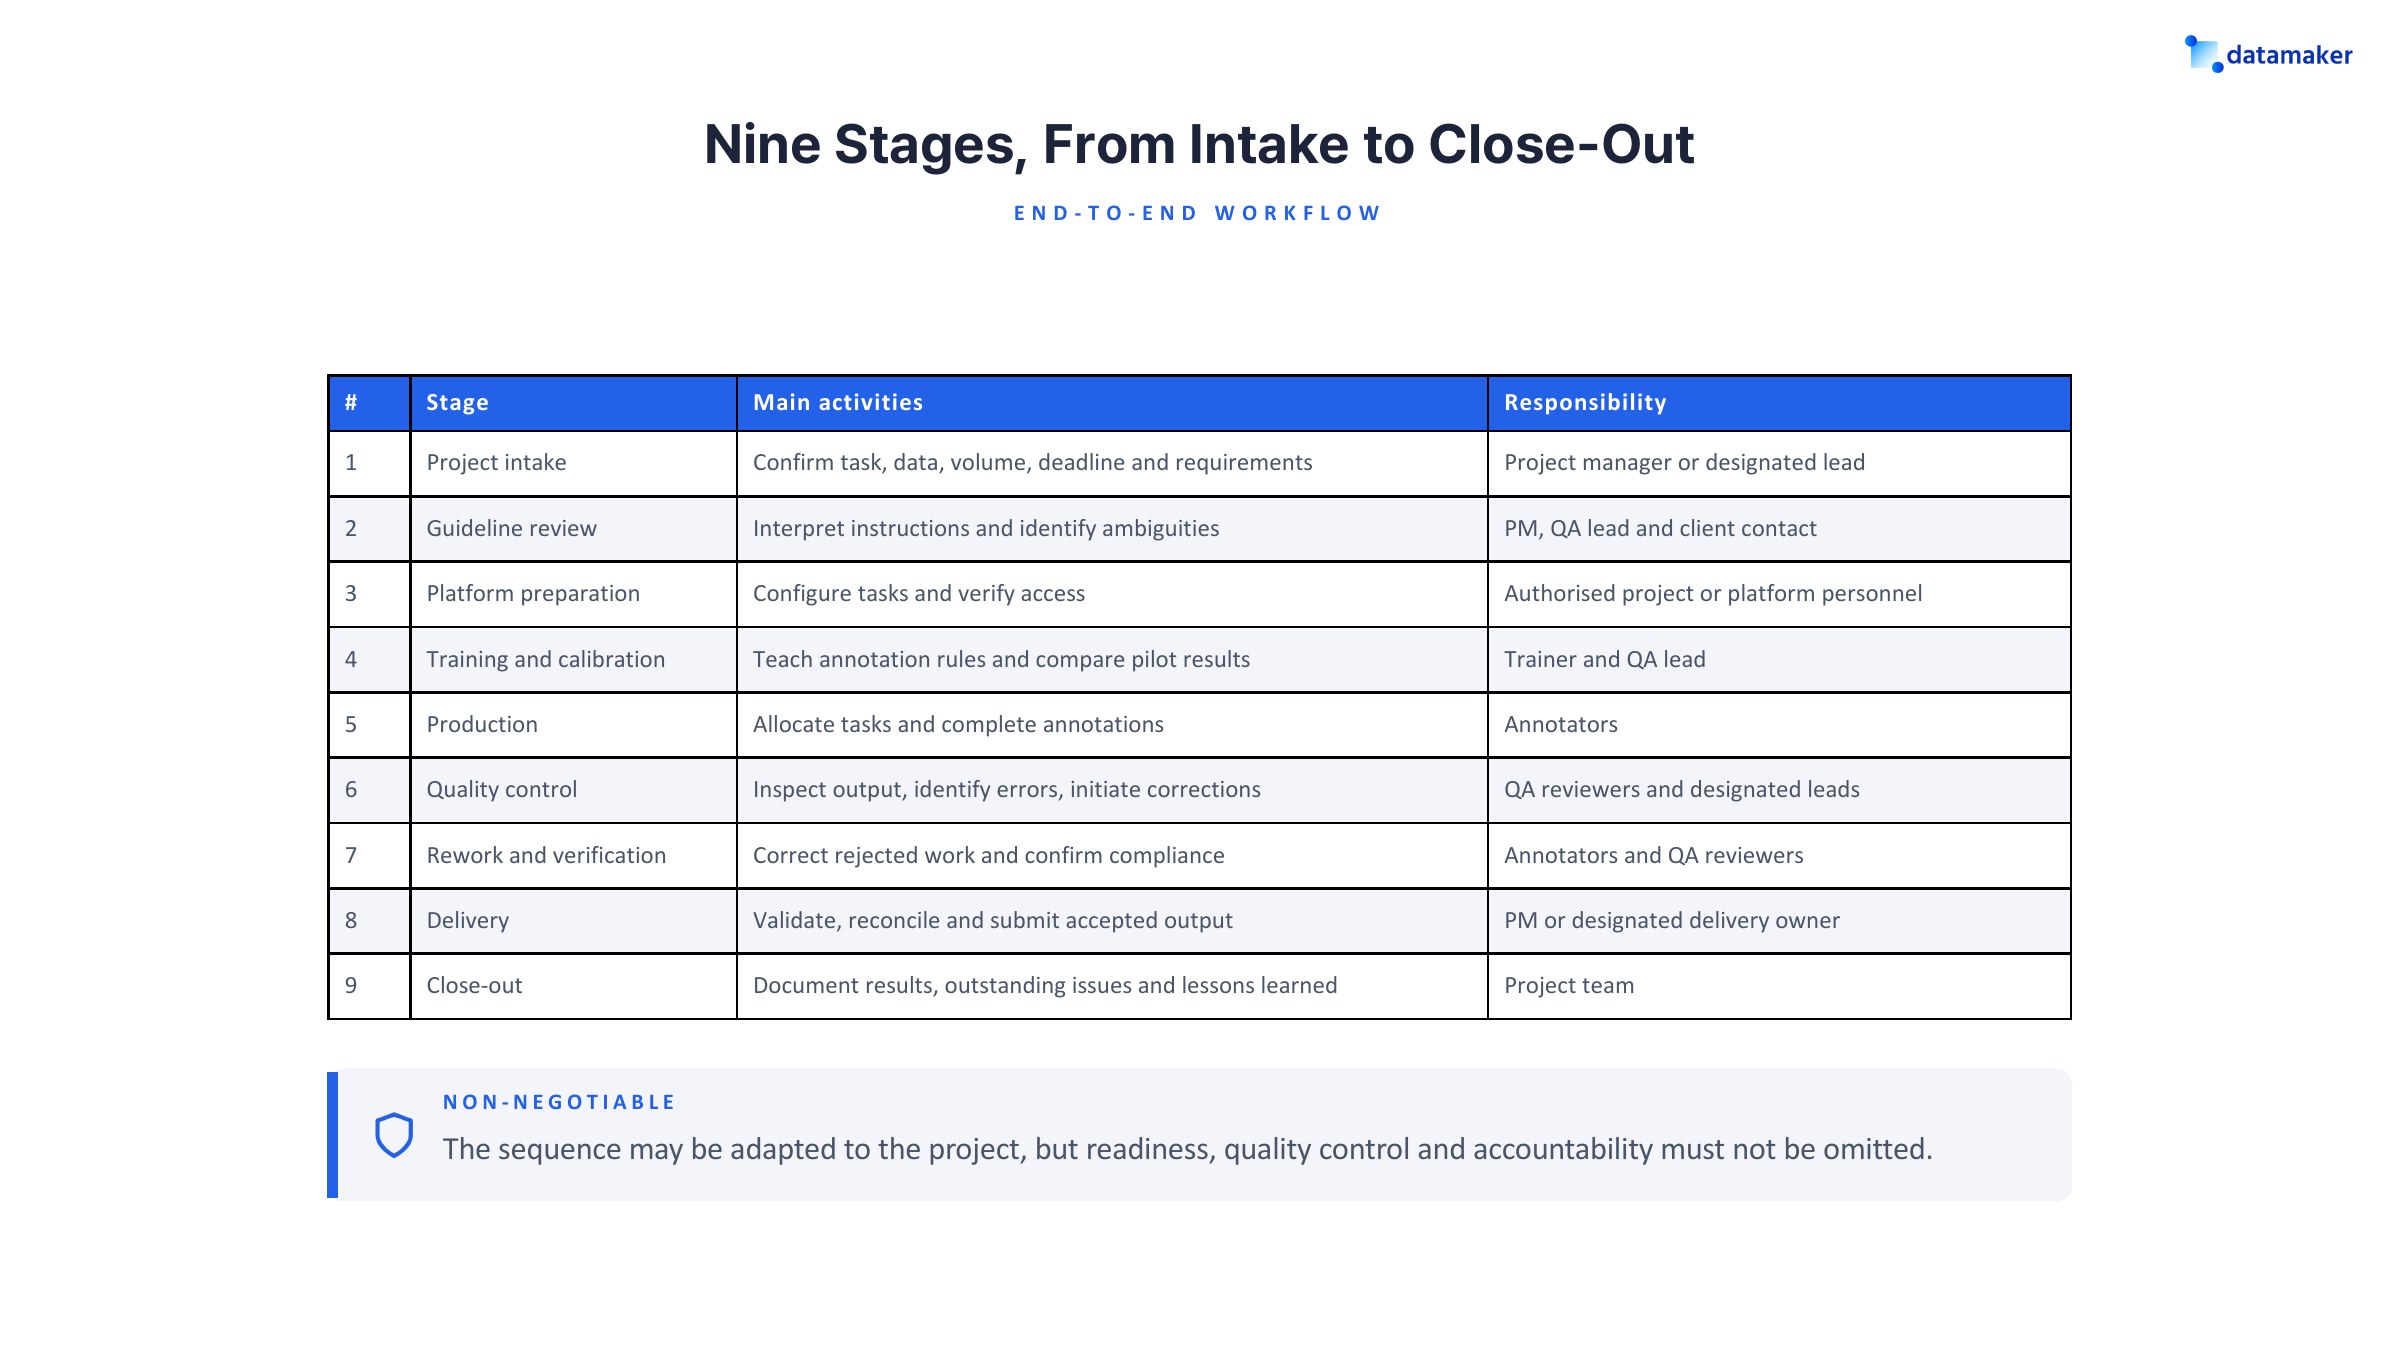 datamaker
Nine Stages, From Intake to Close-Out
END-TO-END WORKFLOW
# Stage Main activities Responsibility
1 Project intake Confirm task, data, volume, deadline and requirements Project manager or designated lead
2 Guideline review Interpret instructions and identify ambiguities PM, QA lead and client contact
3 Platform preparation Configure tasks and verify access Authorised project or platform personnel
4 Training and calibration Teach annotation rules and compare pilot results Trainer and QA lead
5 Production Allocate tasks and complete annotations Annotators
6 Quality control Inspect output, identify errors, initiate corrections QA reviewers and designated leads
7 Rework and verification Correct rejected work and confirm compliance Annotators and QA reviewers
8 Delivery Validate, reconcile and submit accepted output PM or designated delivery owner
9 Close-out Document results, outstanding issues and lessons learned Project team
NON-NEGOTIABLE
The sequence may be adapted to the project, but readiness, quality control and accountability must not be omitted.